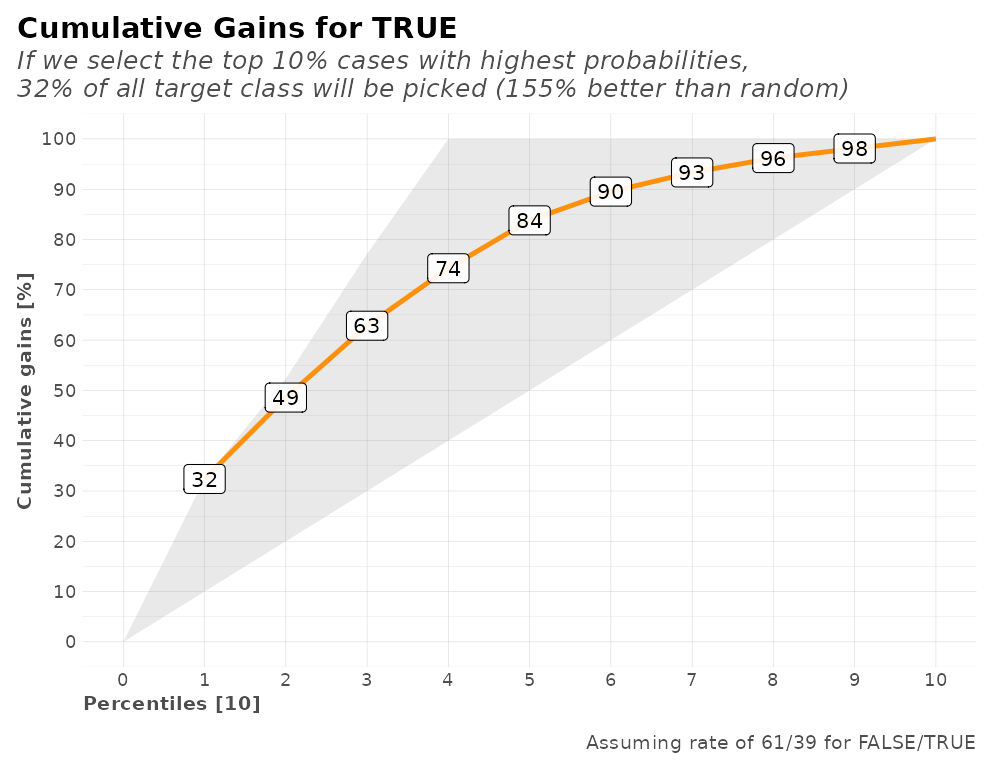 Cumulative Gains for TRUE
If we select the top 10% cases with highest probabilities,
32% of all target class will be picked (155% better than random)
Cumulative gains [%]
100
90
80
70
60
50
40
30
20
10
0
32
49
63
74
84
90
93
96
98
0 1 2 3 4 5 6 7 8 9 10
Percentiles [10]
Assuming rate of 61/39 for FALSE/TRUE